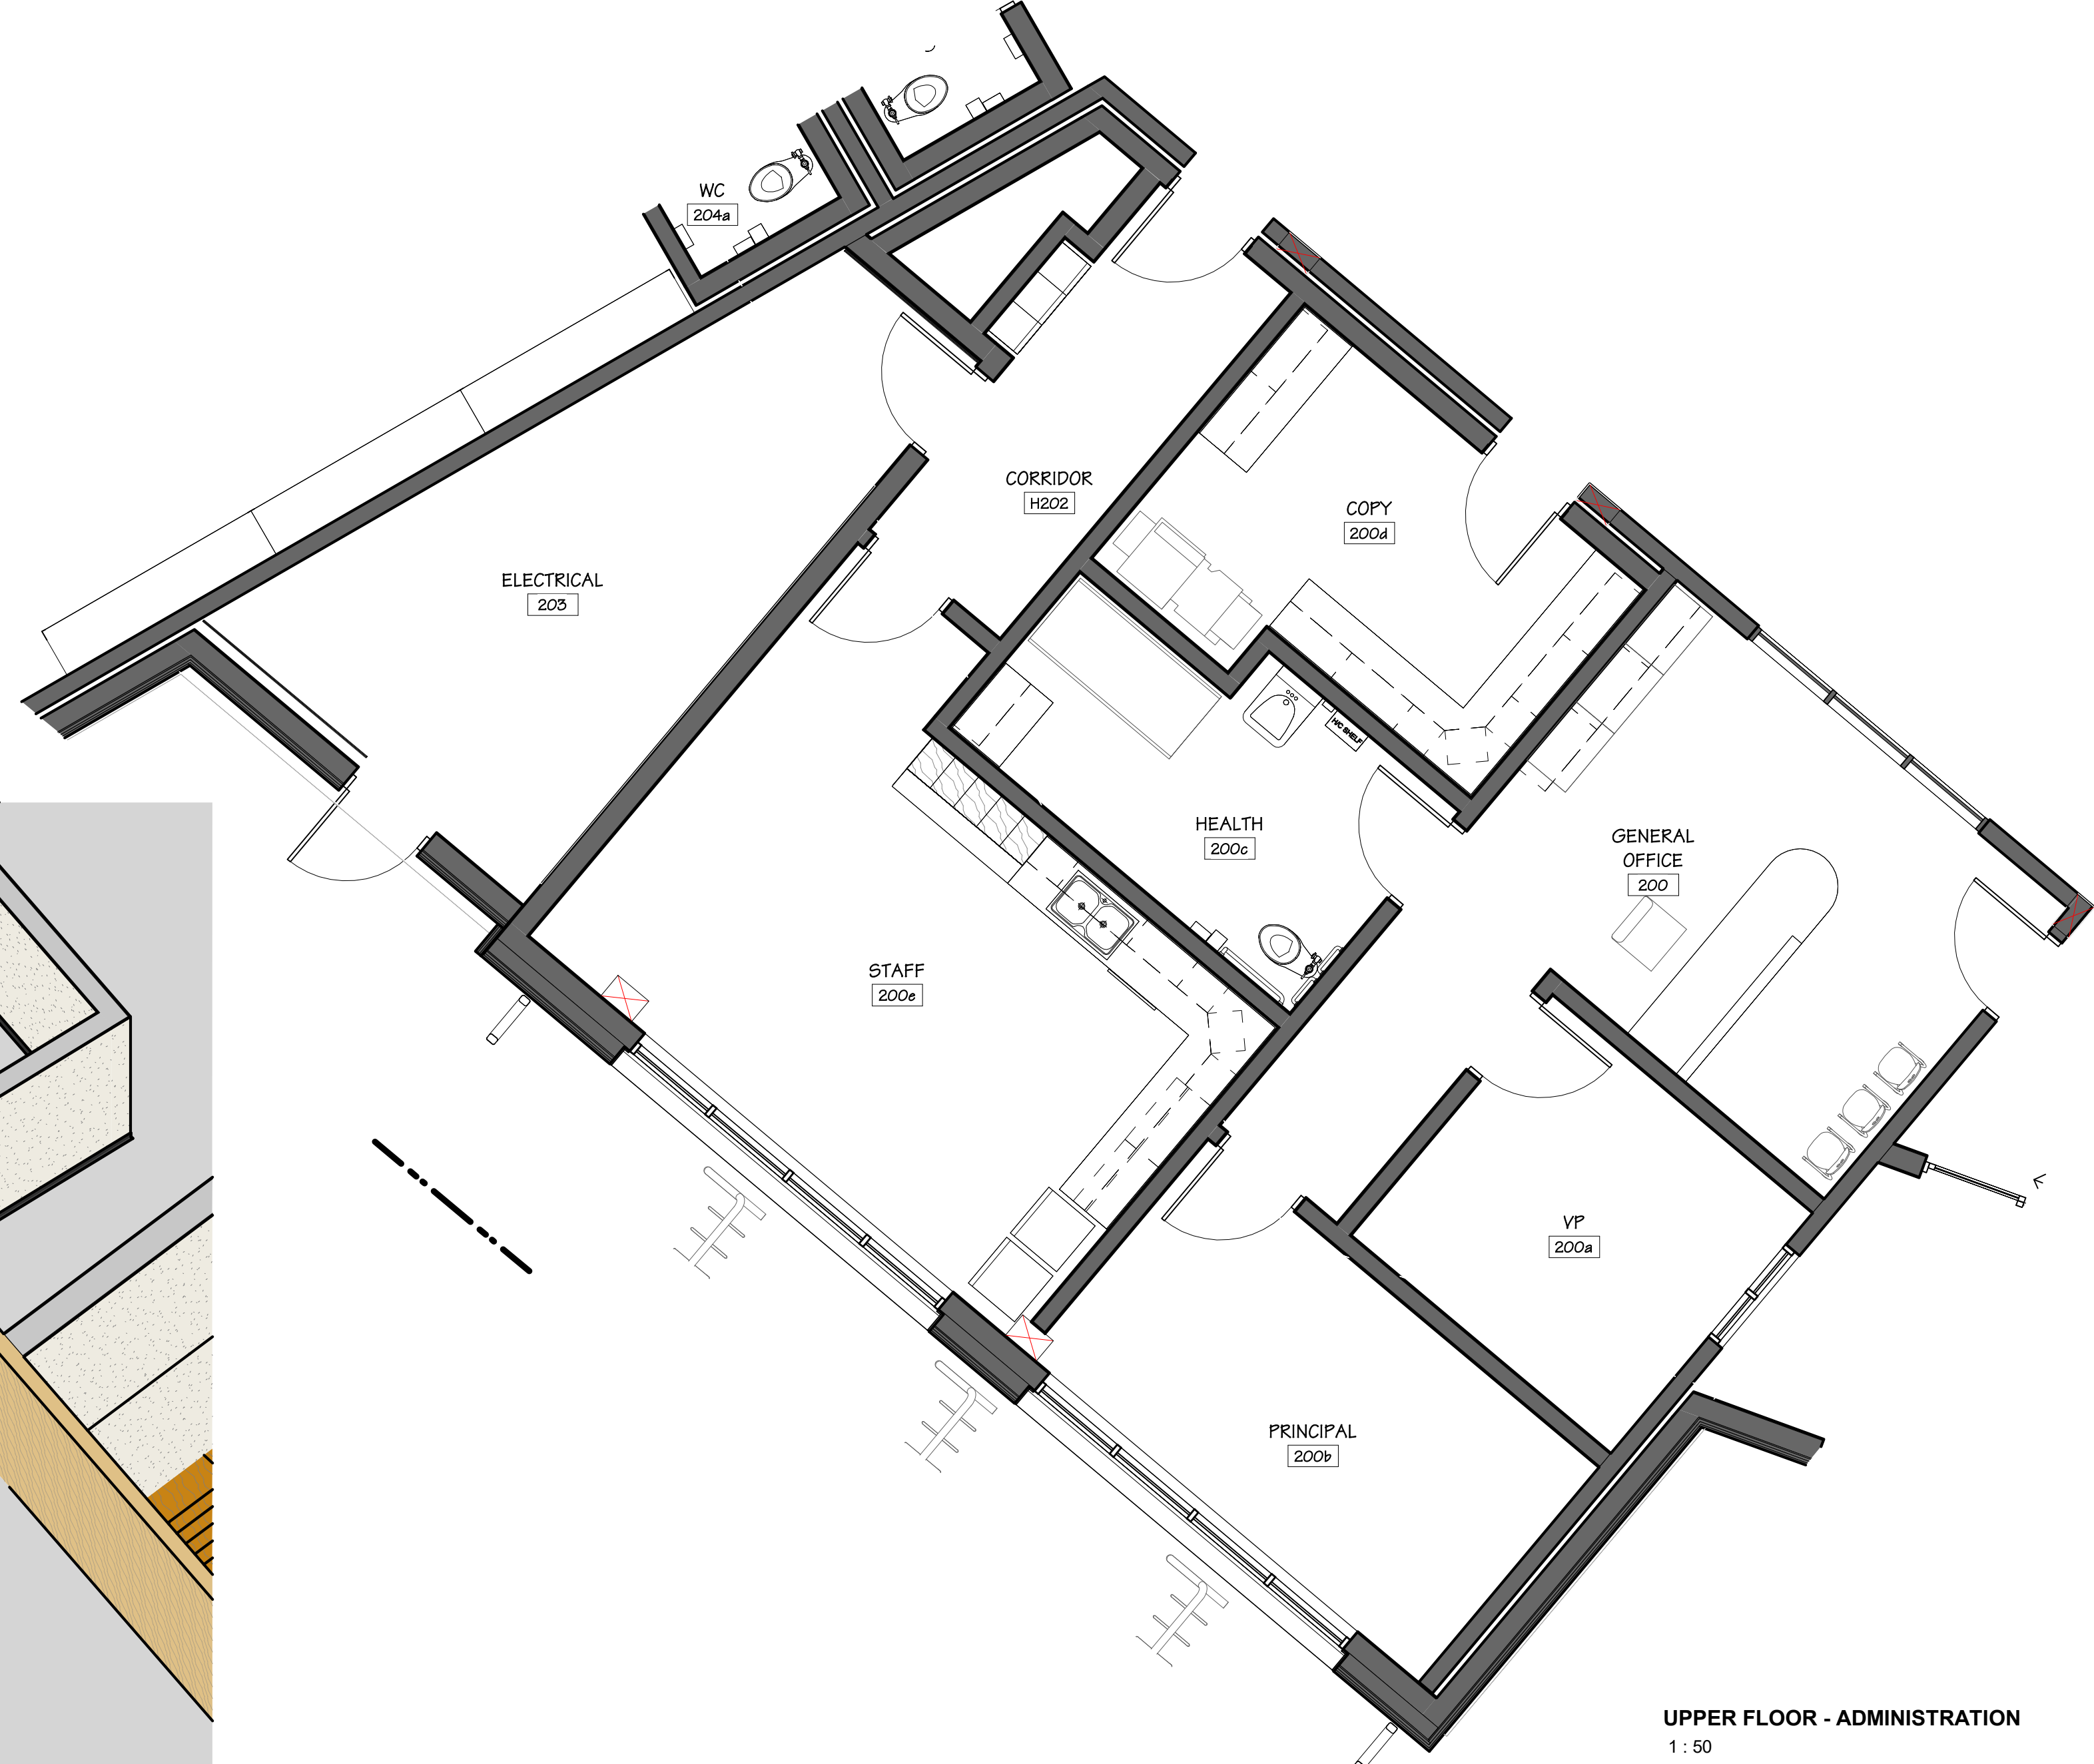 WC
204a
CORRIDOR
H202
COPY
200d
ELECTRICAL
203
H/C SHELF
HEALTH
200c
GENERAL
OFFICE
200
STAFF
200e
VP
200a
PRINCIPAL
200b
UPPER FLOOR - ADMINISTRATION
1 : 50